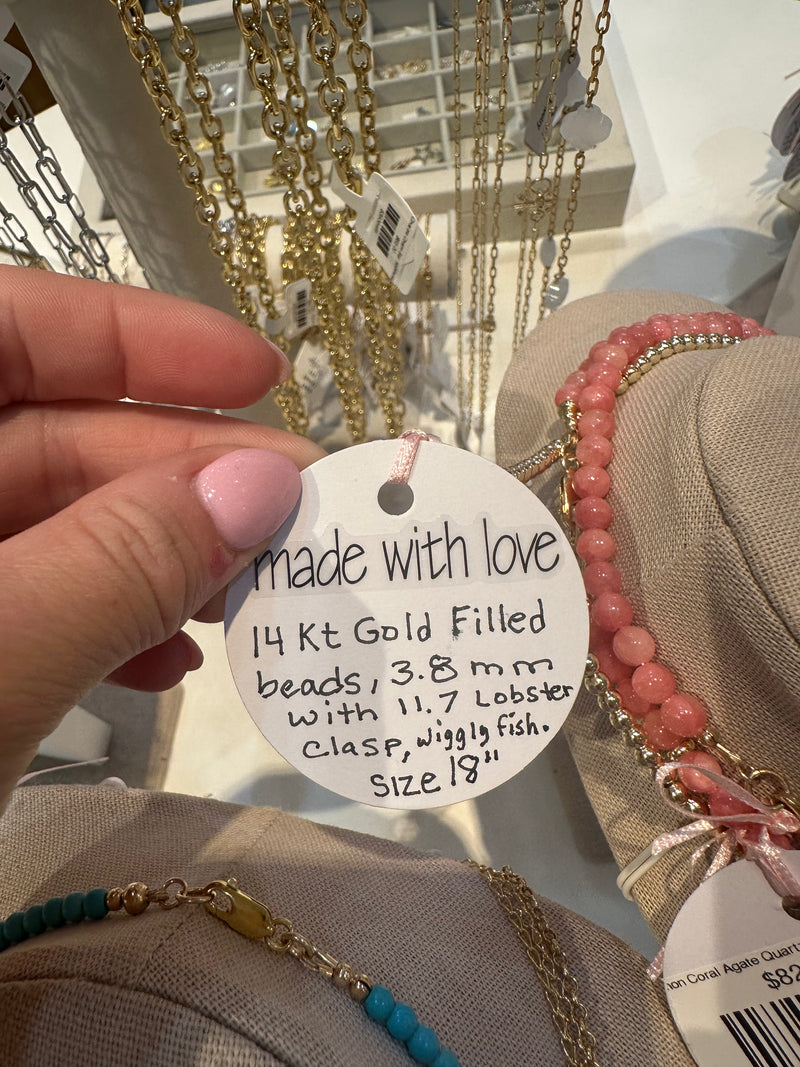 made with love
14 Kt Gold Filled
beads, 3.8 mm
with 11.7 Lobster
clasp, wiggly fish.
size 18"
non Coral Agate Quart
$82